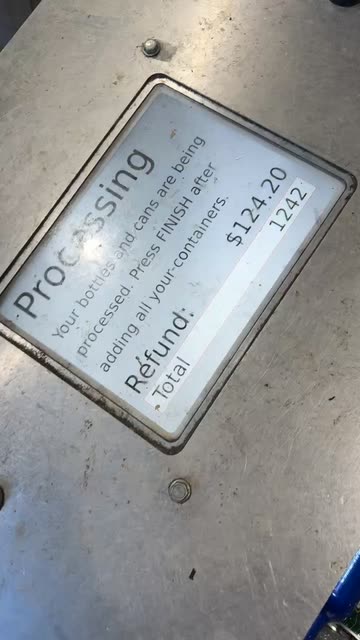 Processing
Your bottles and cans are being
processed. Press FINISH after
adding all your containers.
Refund: $124.20
Total 1242